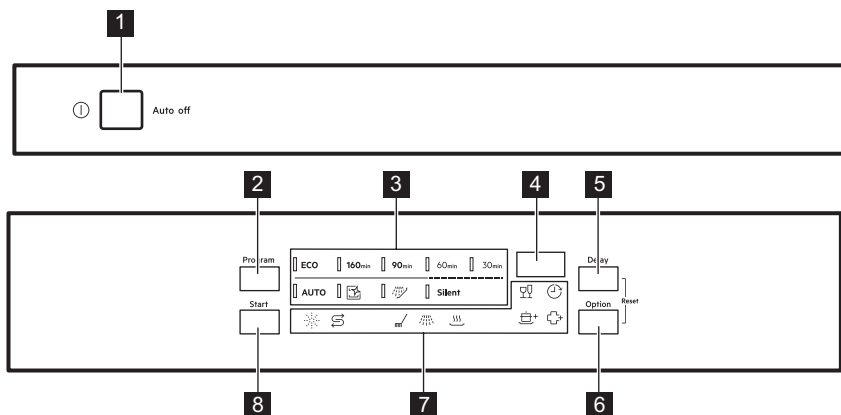 1
Auto off
2
3
4
5
Program
ECO 160min 90min 60min 30min
Delay
AUTO Silent
Reset
Start
Option
8
7
6